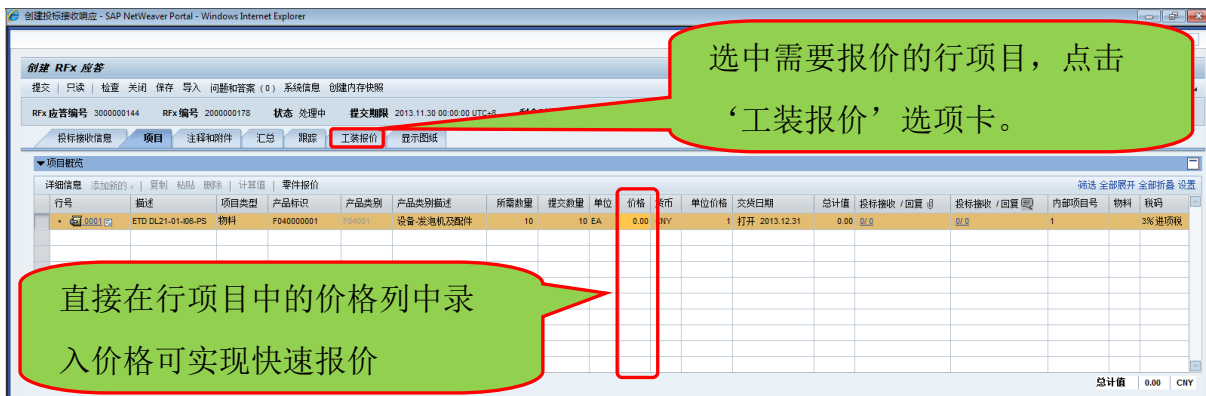 创建投标接收响应 - SAP NetWeaver Portal - Windows Internet Explorer
选中需要报价的行项目，点击
‘工装报价’选项卡。
创建 RFx 应答
提交 | 只读 | 检查 关闭 保存 导入 问题和答案 ( 0 ) 系统信息 创建内存快照
RFx 应答编号 3000000144 RFx 编号 2000000178 状态 处理中 提交期限 2013.11.30 00:00:00 UTC+8
投标接收信息 项目 注释和附件 汇总 跟踪 工装报价 显示图纸
项目概览
详细信息 添加新的 | 复制 粘贴 删除 | 计算值 | 零件报价 筛选 全部展开 全部折叠 设置
行号 描述 项目类型 产品标识 产品类别 产品类别描述 所需数量 提交数量 单位 价格 货币 单位价格 交货日期 总计值 投标接收 / 回复 投标接收 / 回复 内部项目号 物料 税码
• 0001 ETD DL21-01-I06-PS 物料 F040000001 F04001 设备-发泡机及配件 10 10 EA 0.00 CNY 1 打开 2013.12.31 0.00 0/ 0 0/ 0 1 3% 进项税
直接在行项目中的价格列中录
入价格可实现快速报价
总计值 0.00 CNY